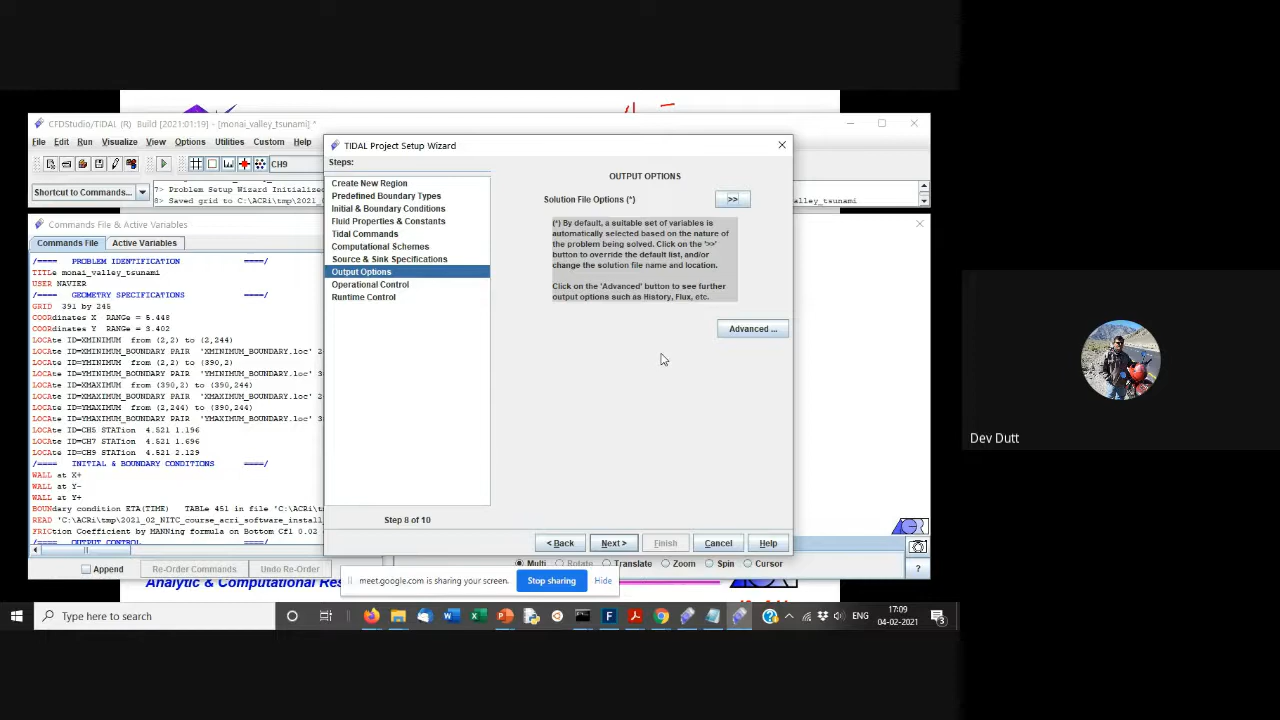 CFDStudio/TIDAL (R) Build [2021:01:19] - [monai_valley_tsunami] *
File Edit Run Visualize View Options Utilities Custom Help
CH9
Shortcut to Commands...
7> Problem Setup Wizard Initialized
8> Saved grid to C:\ACRi\tmp\2021_
lley_tsunami"
Commands File & Active Variables
Commands File
Active Variables
/==== PROBLEM IDENTIFICATION ====/
TITLe monai_valley_tsunami
USER NAVIER
/==== GEOMETRY SPECIFICATIONS ====/
GRID 391 by 245
COORdinates X RANGe = 5.448
COORdinates Y RANGe = 3.402
LOCAte ID=XMINIMUM from (2,2) to (2,244)
LOCAte ID=XMINIMUM_BOUNDARY PAIR 'XMINIMUM_BOUNDARY.loc' 2
LOCAte ID=YMINIMUM from (2,2) to (390,2)
LOCAte ID=YMINIMUM_BOUNDARY PAIR 'YMINIMUM_BOUNDARY.loc'
LOCAte ID=XMAXIMUM from (390,2) to (390,244)
LOCAte ID=XMAXIMUM_BOUNDARY PAIR 'XMAXIMUM_BOUNDARY.loc' 2
LOCAte ID=YMAXIMUM from (2,244) to (390,244)
LOCAte ID=YMAXIMUM_BOUNDARY PAIR 'YMAXIMUM_BOUNDARY.loc'
LOCAte ID=CH5 STATion 4.521 1.196
LOCAte ID=CH7 STATion 4.521 1.696
LOCAte ID=CH9 STATion 4.521 2.129
/==== INITIAL & BOUNDARY CONDITIONS ====/
WALL at X+
WALL at Y-
WALL at Y+
BOUNdary condition ETA(TIME) TABLe 451 in file 'C:\ACRi\t
READ 'C:\ACRi\tmp\2021_02_NITC_course_acri_software_install
FRICtion Coefficient by MANNing formula on Bottom Cf1 0.02
/==== OUTPUT CONTROL ====/
Append
Re-Order Commands
Undo Re-Order
TIDAL Project Setup Wizard
Steps:
Create New Region
Predefined Boundary Types
Initial & Boundary Conditions
Fluid Properties & Constants
Tidal Commands
Computational Schemes
Source & Sink Specifications
Output Options
Operational Control
Runtime Control
Step 8 of 10
OUTPUT OPTIONS
Solution File Options (*)
>>
(*) By default, a suitable set of variables is
automatically selected based on the nature of
the problem being solved. Click on the '>>'
button to override the default list, and/or
change the solution file name and location.
Click on the 'Advanced' button to see further
output options such as History, Flux, etc.
Advanced ...
< Back
Next >
Finish
Cancel
Help
Multi Rotate Translate Zoom Spin Cursor
?
Analytic & Computational Res
meet.google.com is sharing your screen.
Stop sharing
Hide
Type here to search
ENG
17:09
04-02-2021
3
Dev Dutt